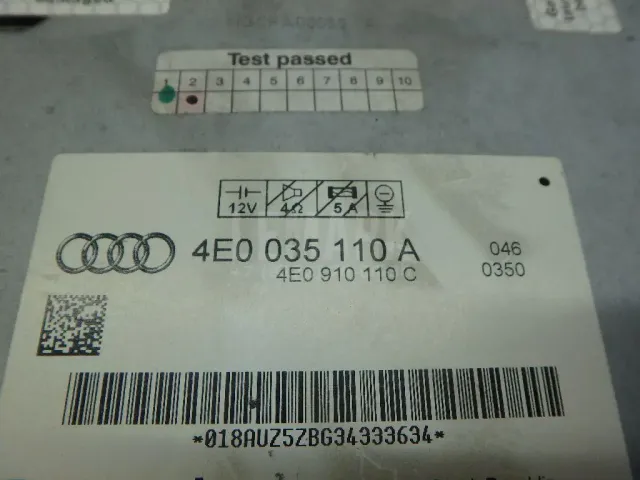 Test passed
1 2 3 4 5 6 7 8 9 10
12V 4Ω 5 A
4E0 035 110 A 046
4E0 910 110 C 0350
*018AUZ5ZBG34333634*